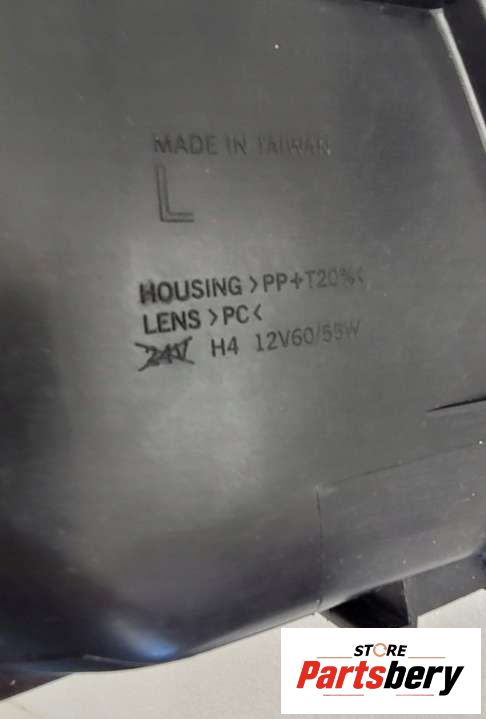 MADE IN TAIWAN
L
HOUSING >PP+T20%<
LENS >PC<
24V H4 12V60/55W
STORE
Partsbery